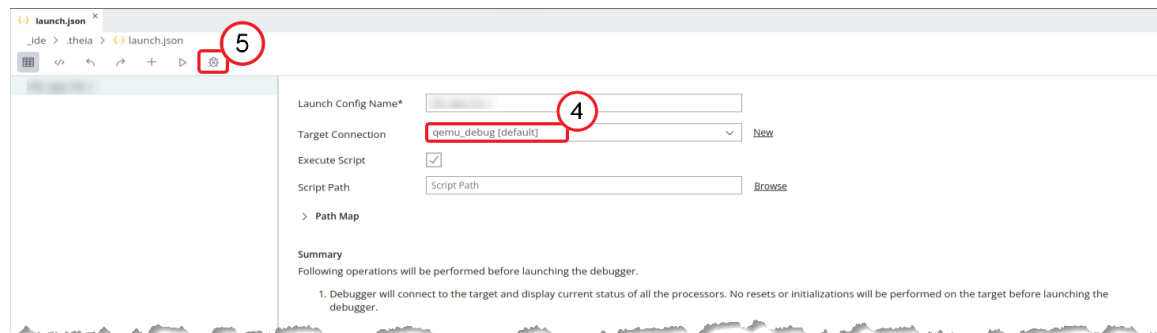 {..} launch.json ×
_ide > .theia > {..} launch.json
5
Launch Config Name*
4
Target Connection qemu_debug [default] New
Execute Script
Script Path Script Path Browse
> Path Map
Summary
Following operations will be performed before launching the debugger.
1. Debugger will connect to the target and display current status of all the processors. No resets or initializations will be performed on the target before launching the
debugger.